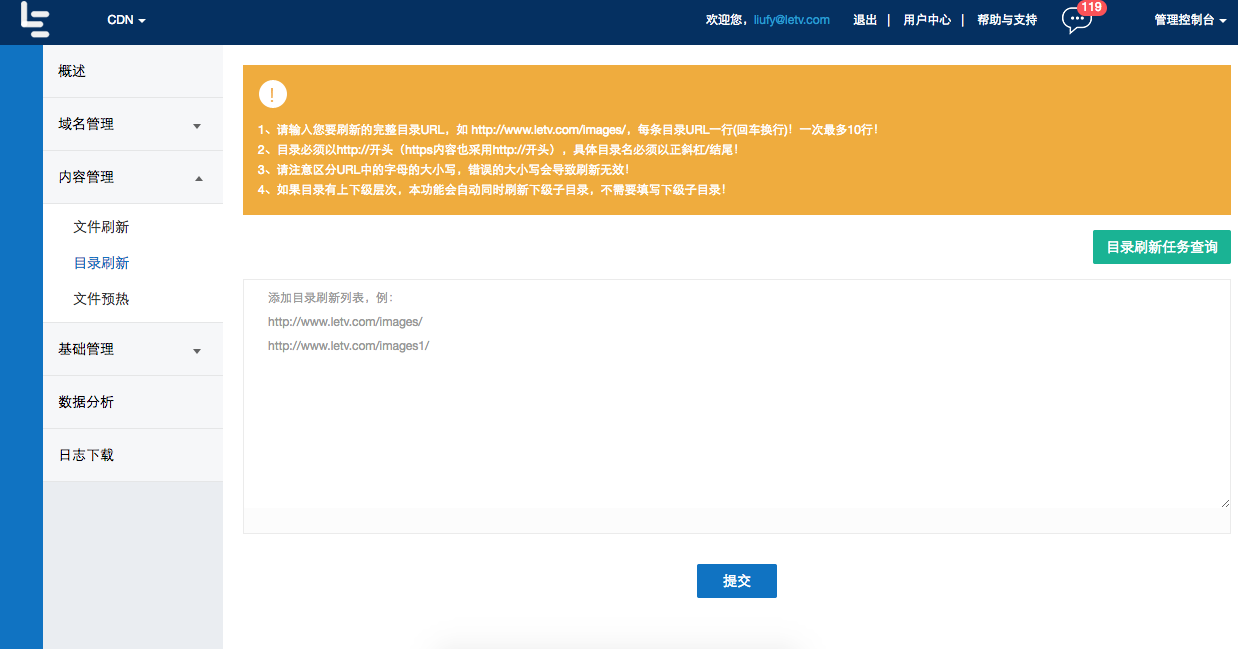 CDN
欢迎您，liufy@letv.com 退出 | 用户中心 | 帮助与支持 119 管理控制台
概述
域名管理
内容管理
文件刷新
目录刷新
文件预热
基础管理
数据分析
日志下载
!
1、请输入您要刷新的完整目录URL，如 http://www.letv.com/images/，每条目录URL一行(回车换行)！一次最多10行！
2、目录必须以http://开头（https内容也采用http://开头），具体目录名必须以正斜杠/结尾！
3、请注意区分URL中的字母的大小写，错误的大小写会导致刷新无效！
4、如果目录有上下级层次，本功能会自动同时刷新下级子目录，不需要填写下级子目录！
目录刷新任务查询
添加目录刷新列表，例：
http://www.letv.com/images/
http://www.letv.com/images1/
提交